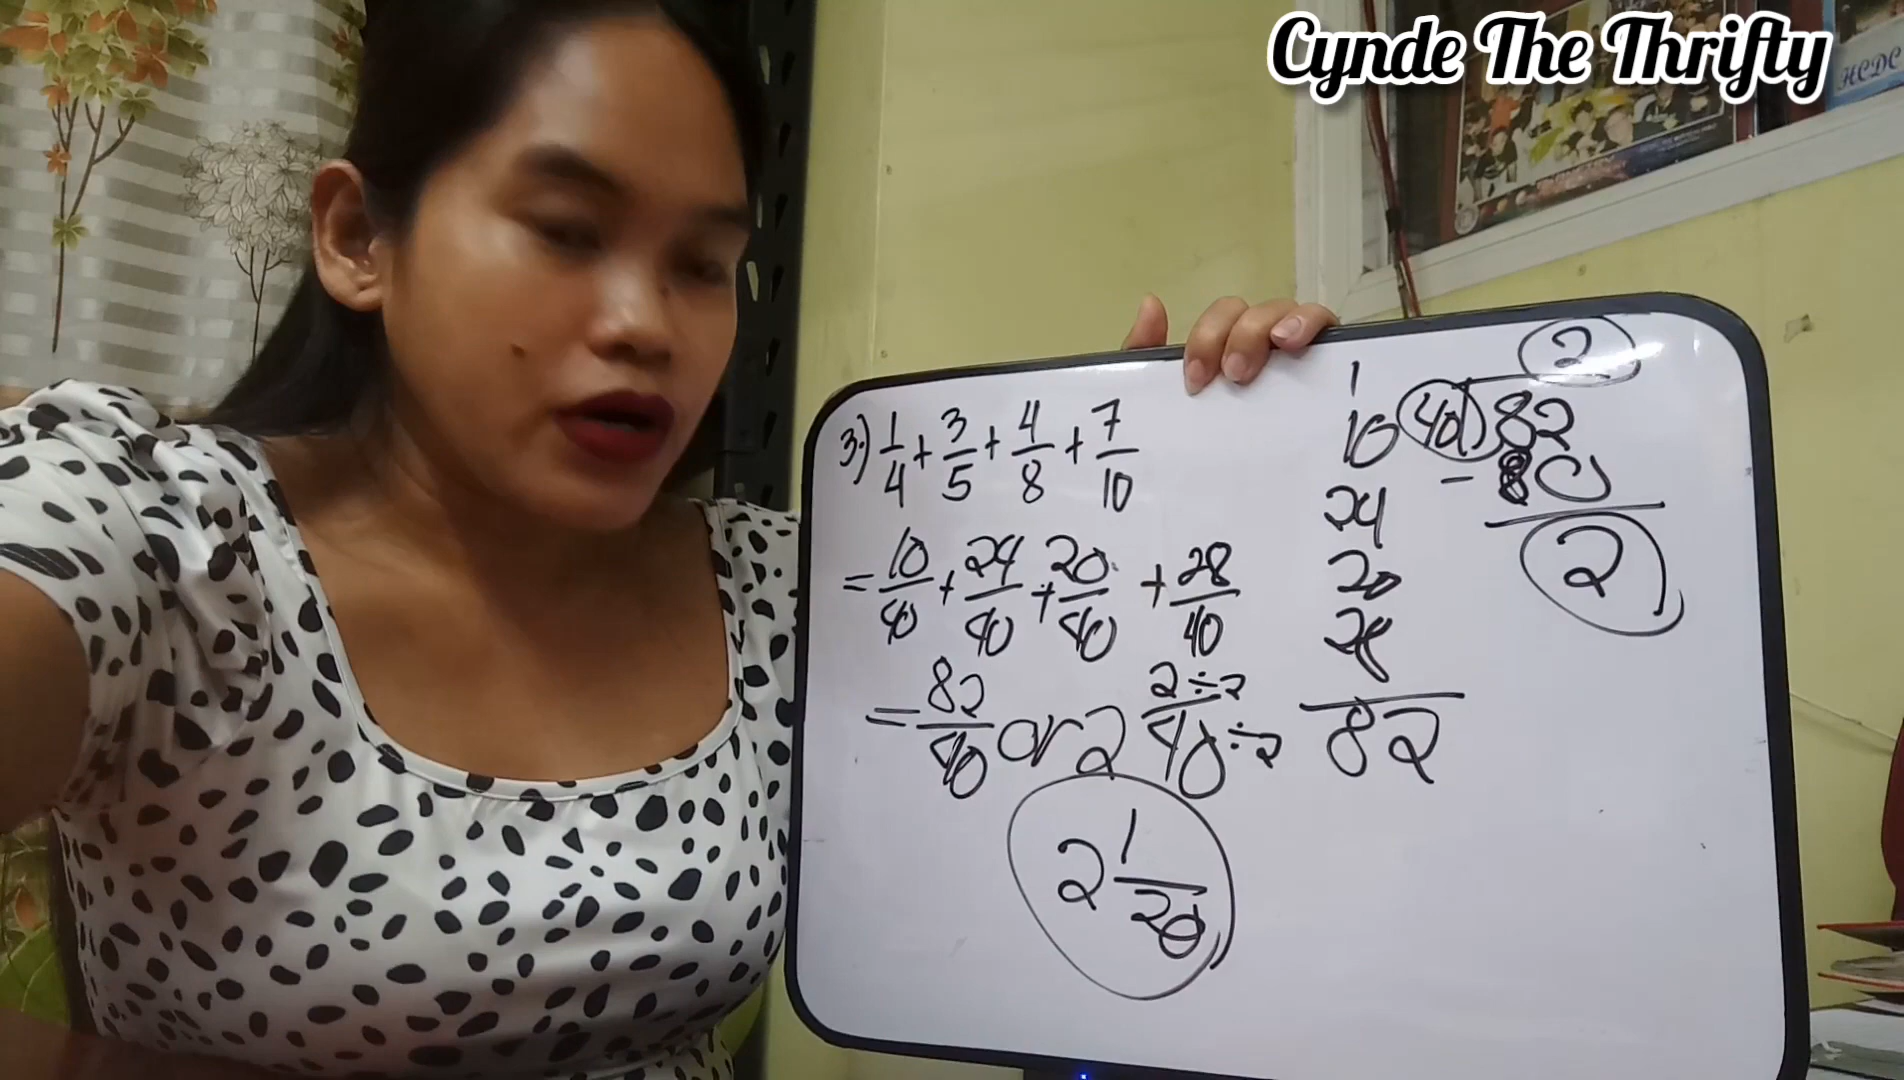 Cynde The Thrifty
HCDC
3.) 1/4 + 3/5 + 4/8 + 7/10
= 10/40 + 24/40 + 20/40 + 28/40
= 82/40 or 2 2÷2/40÷2
2 1/20
1
10
24
20
28
82
2
40)82
- 80
2